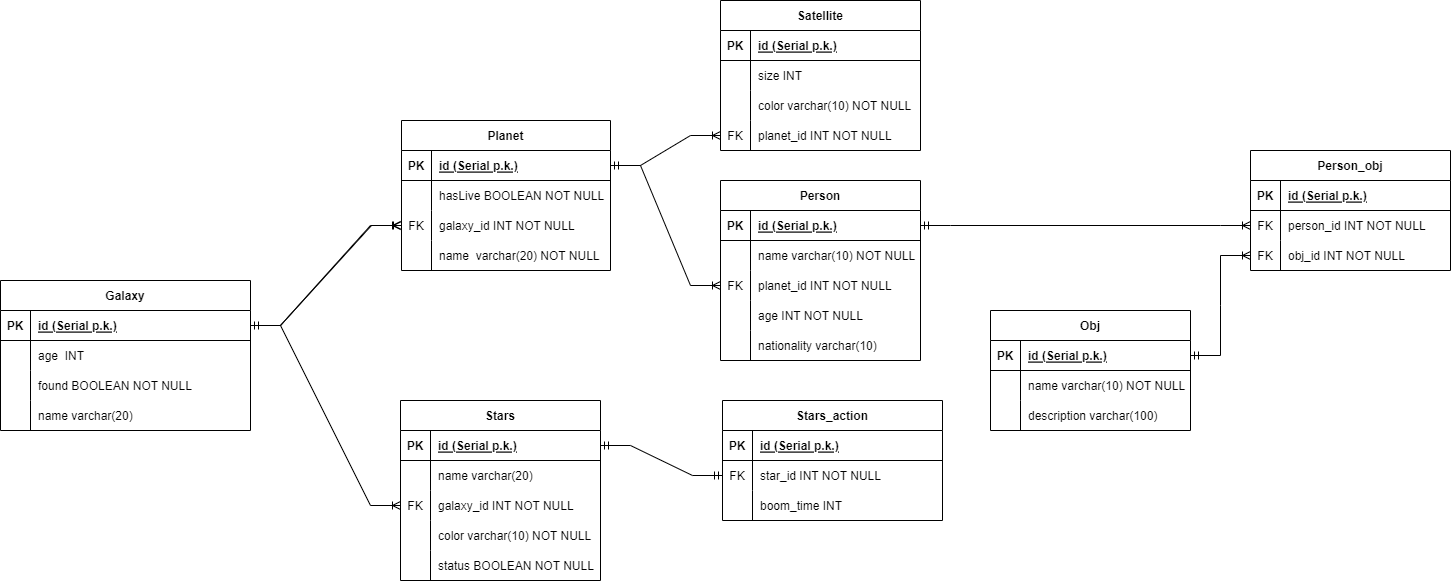 Satellite
PK id (Serial p.k.)
size INT
color varchar(10) NOT NULL
FK planet_id INT NOT NULL
Planet
PK id (Serial p.k.)
hasLive BOOLEAN NOT NULL
FK galaxy_id INT NOT NULL
name  varchar(20) NOT NULL
Person
PK id (Serial p.k.)
name varchar(10) NOT NULL
FK planet_id INT NOT NULL
age INT NOT NULL
nationality varchar(10)
Person_obj
PK id (Serial p.k.)
FK person_id INT NOT NULL
FK obj_id INT NOT NULL
Galaxy
PK id (Serial p.k.)
age  INT
found BOOLEAN NOT NULL
name varchar(20)
Obj
PK id (Serial p.k.)
name varchar(10) NOT NULL
description varchar(100)
Stars
PK id (Serial p.k.)
name varchar(20)
FK galaxy_id INT NOT NULL
color varchar(10) NOT NULL
status BOOLEAN NOT NULL
Stars_action
PK id (Serial p.k.)
FK star_id INT NOT NULL
boom_time INT